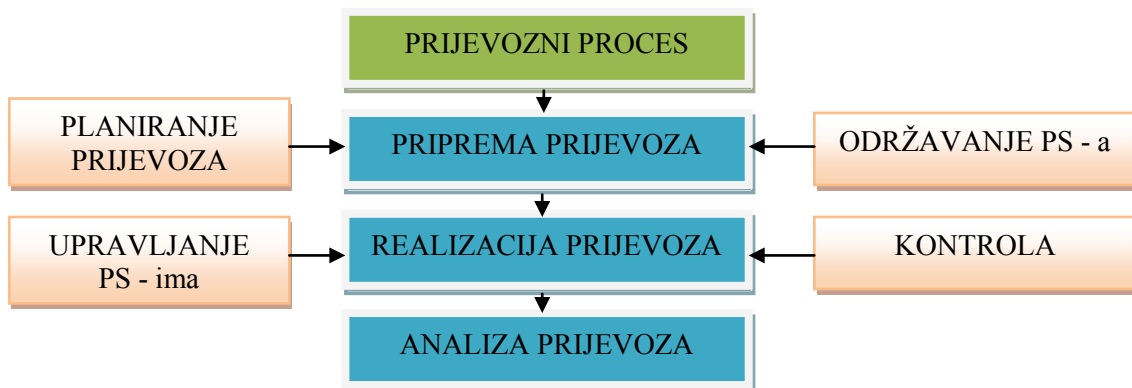 PRIJEVOZNI PROCES
PLANIRANJE
PRIJEVOZA
PRIPREMA PRIJEVOZA
ODRŽAVANJE PS - a
UPRAVLJANJE
PS - ima
REALIZACIJA PRIJEVOZA
KONTROLA
ANALIZA PRIJEVOZA